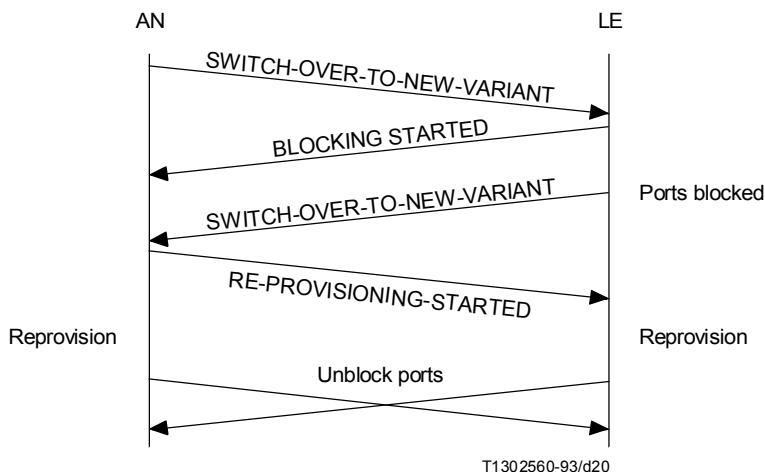 AN
LE
SWITCH-OVER-TO-NEW-VARIANT
BLOCKING STARTED
Ports blocked
SWITCH-OVER-TO-NEW-VARIANT
RE-PROVISIONING-STARTED
Reprovision
Reprovision
Unblock ports
T1302560-93/d20